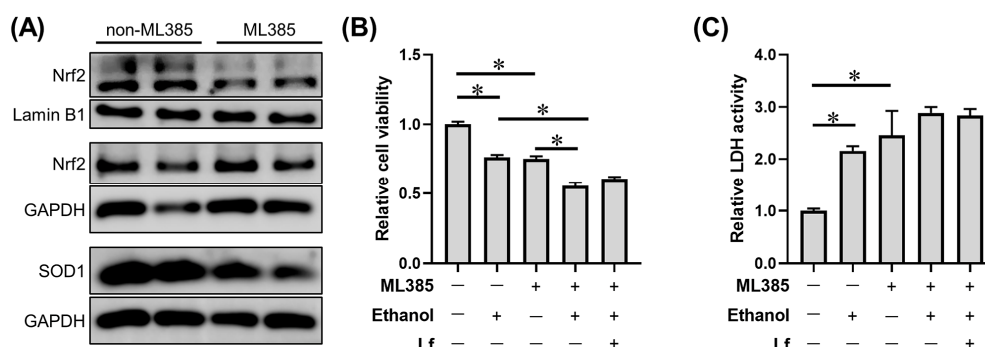 (A)
non-ML385 ML385
Nrf2
Lamin B1
Nrf2
GAPDH
SOD1
GAPDH
(B)
Relative cell viability
1.5
1.0
0.5
0.0
* * * *
ML385 — — + + +
Ethanol — + — + +
Lf +
(C)
Relative LDH activity
4.0
3.0
2.0
1.0
0.0
* *
ML385 — — + + +
Ethanol — + — + +
Lf +